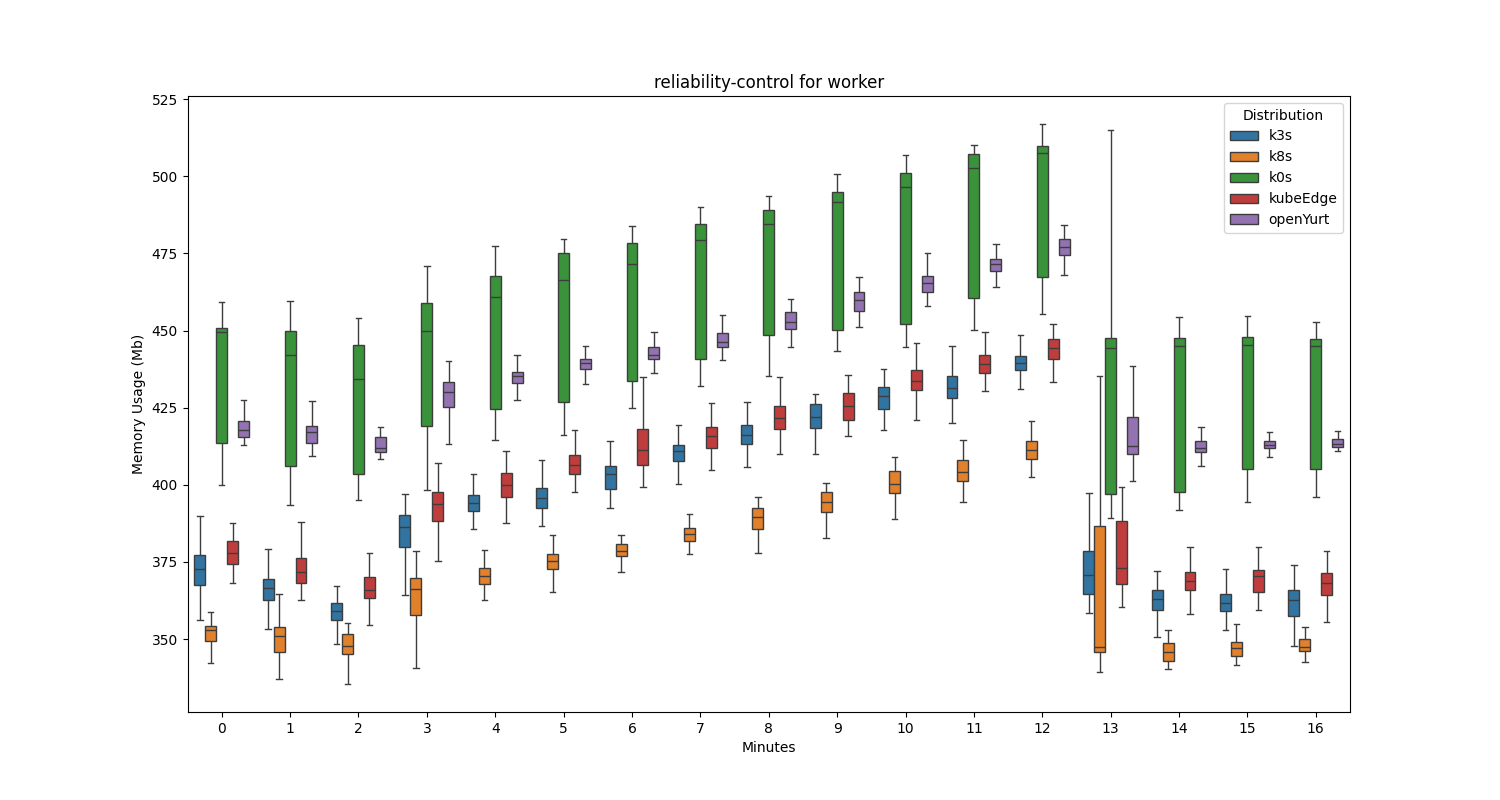 reliability-control for worker
525
500
475
450
425
400
375
350
Memory Usage (Mb)
Distribution
k3s
k8s
k0s
kubeEdge
openYurt
0 1 2 3 4 5 6 7 8 9 10 11 12 13 14 15 16
Minutes